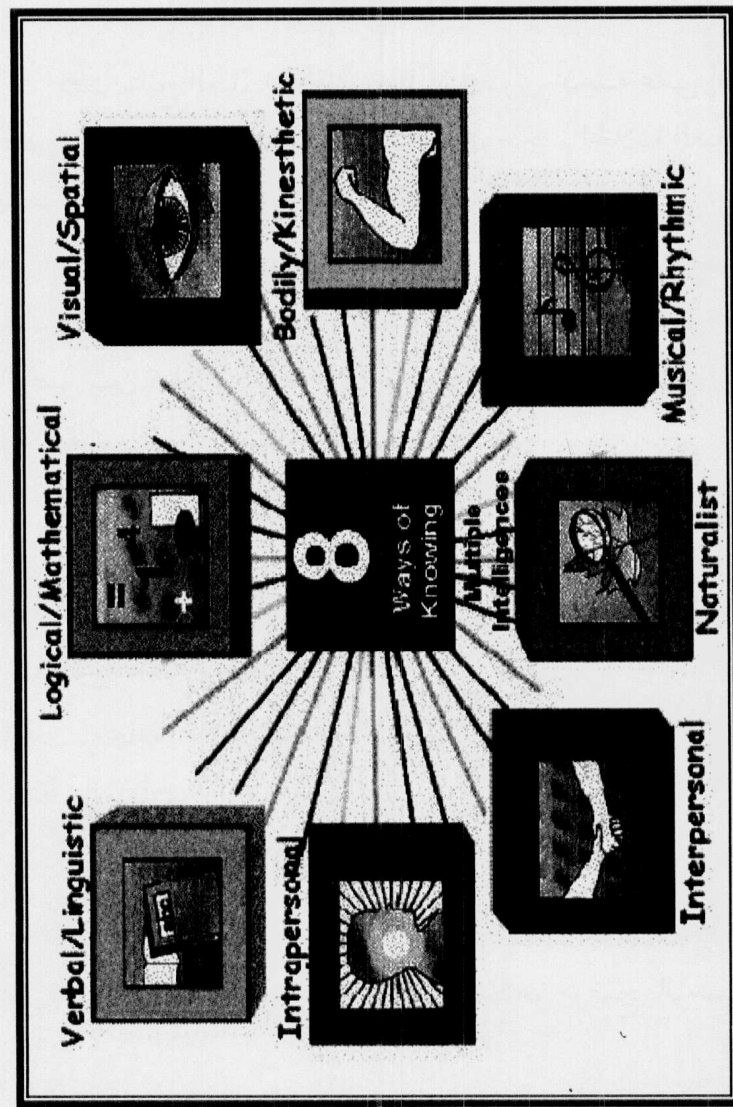 Verbal/Linguistic
Logical/Mathematical
Visual/Spatial
Intrapersonal
8
Ways of
Knowing
Multiple
Intelligences
Bodily/Kinesthetic
Interpersonal
Naturalist
Musical/Rhythmic